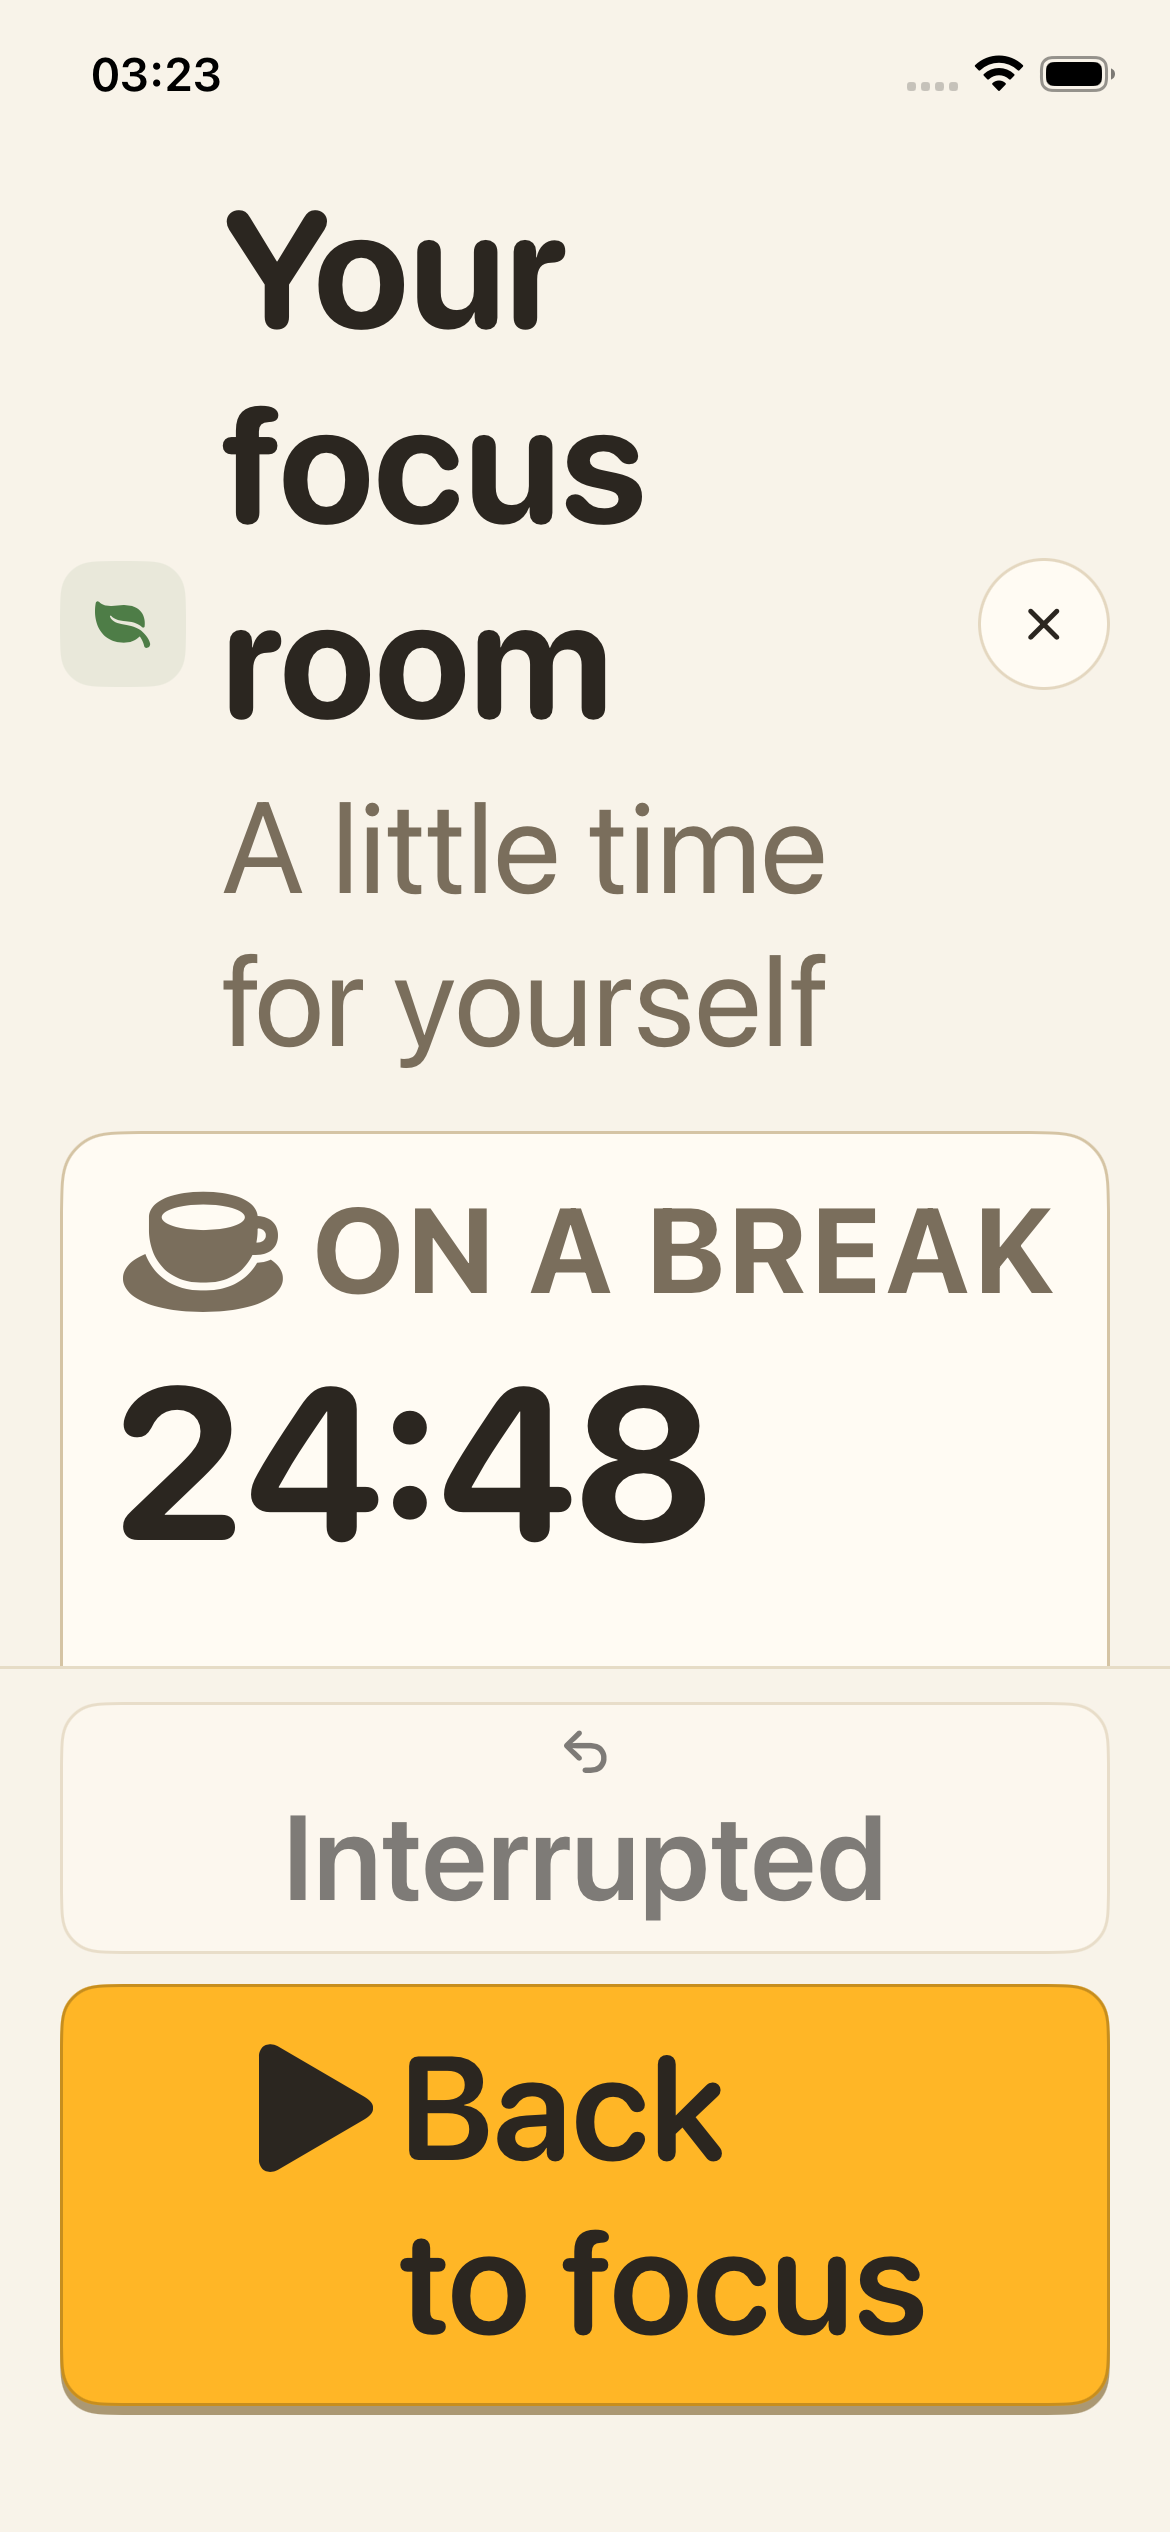 03:23
Your
focus
room
A little time
for yourself
ON A BREAK
24:48
Interrupted
Back
to focus